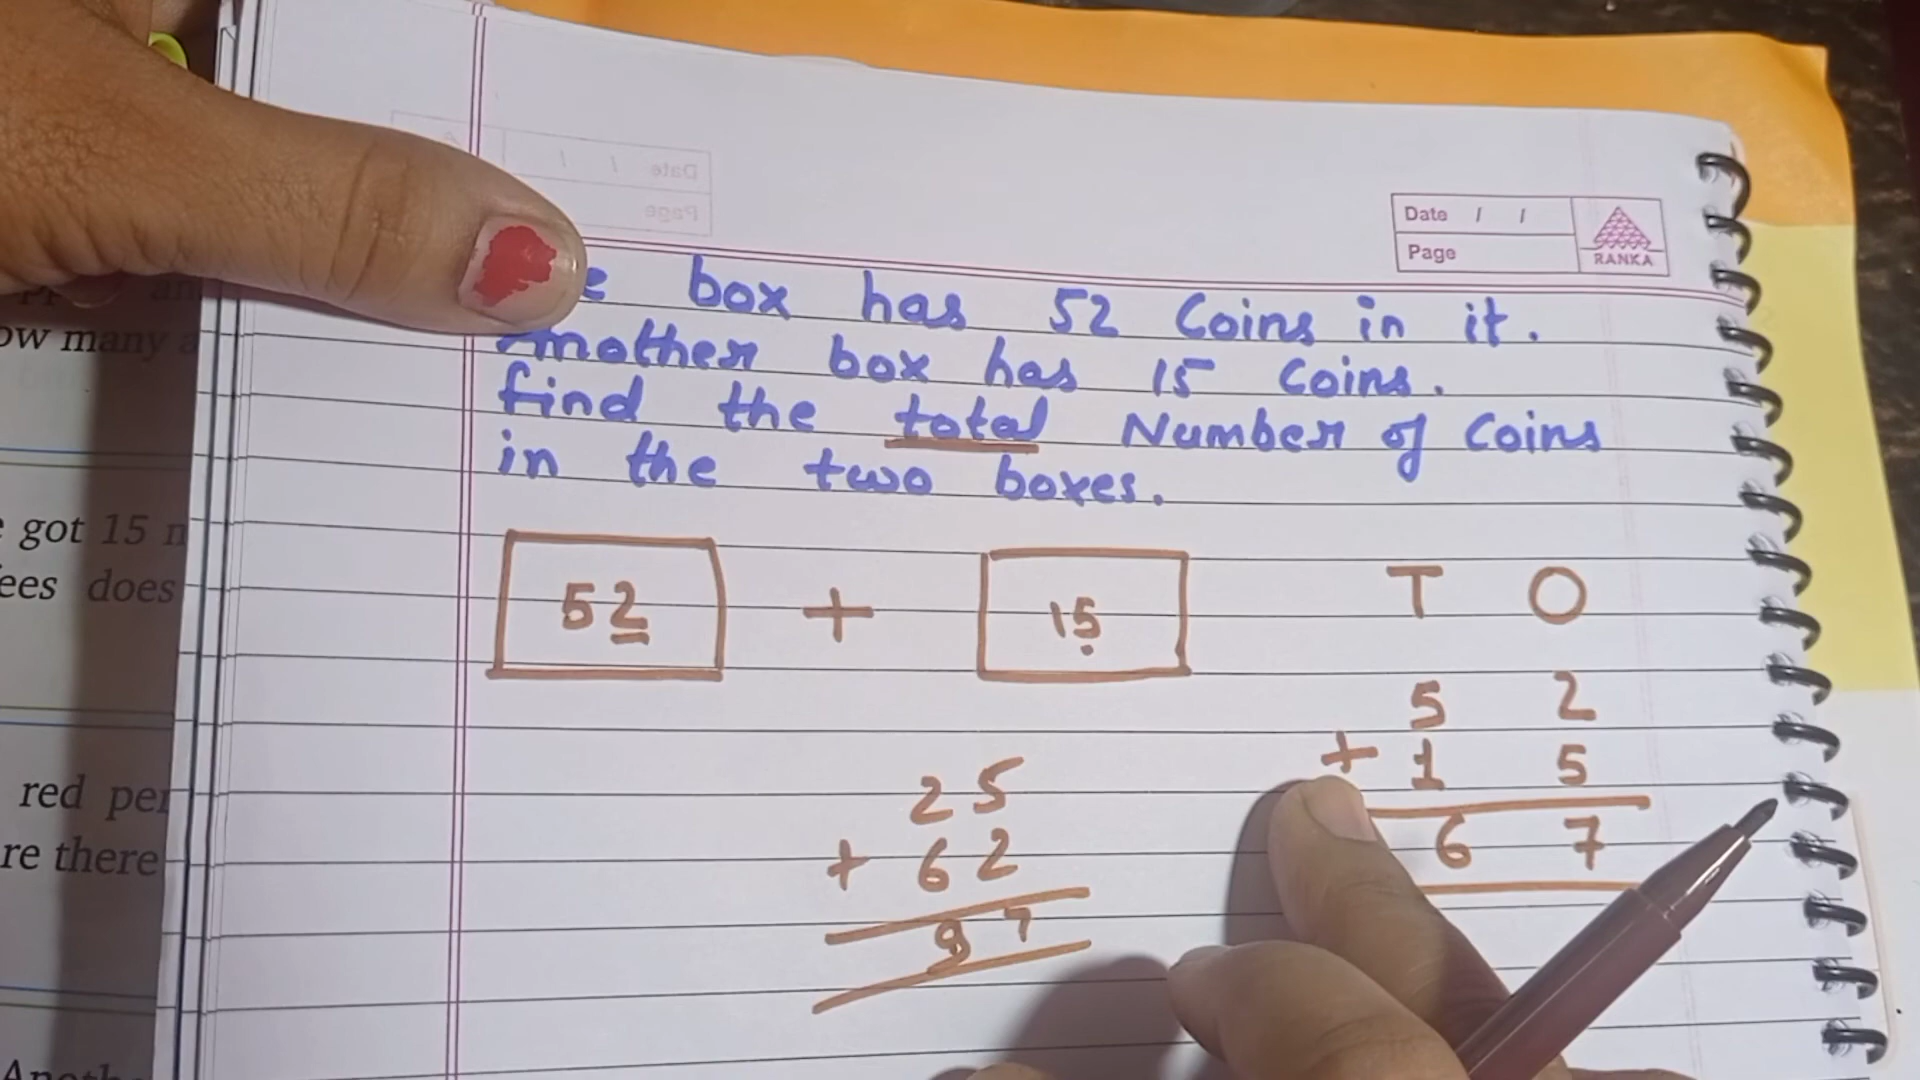 Date / /
Page
RANKA
box has 52 Coins in it.
Another box has 15 Coins.
find the total Number of Coins
in the two boxes.
52 + 15
T O
5 2
+ 1 5
6 7
25
+ 62
87
ow many
got 15
ees does
red per
re there